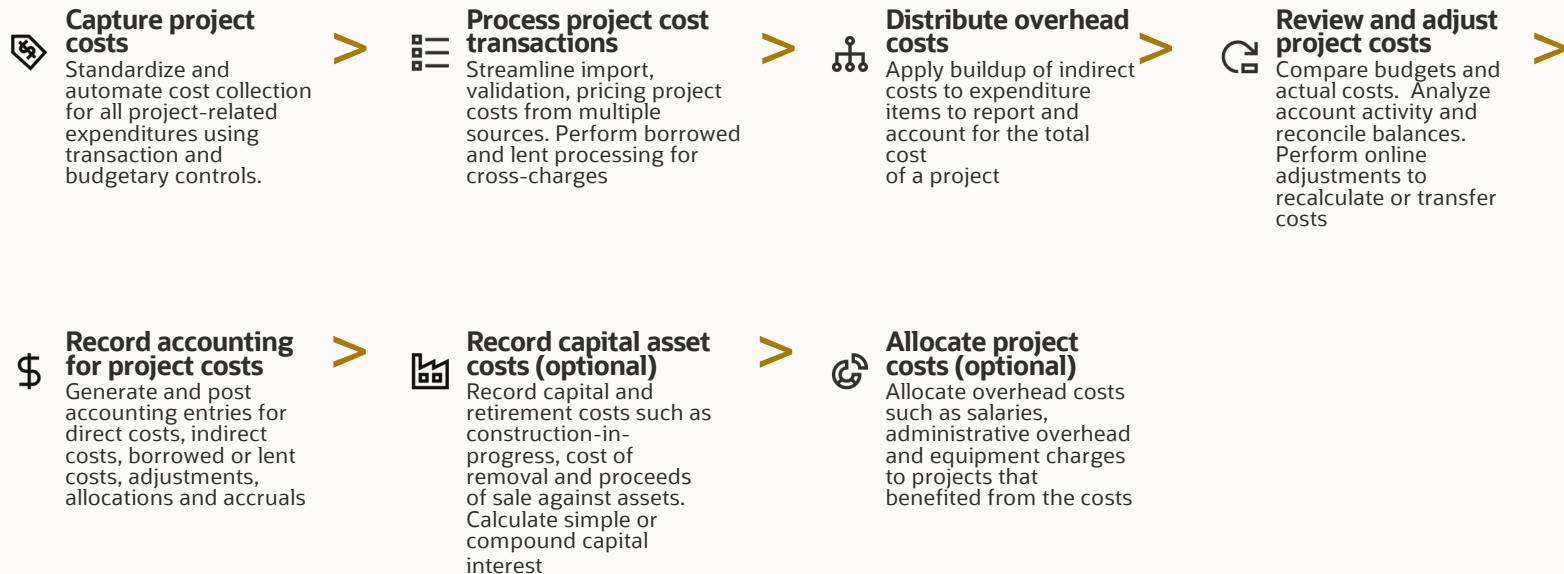 Capture project
costs
Standardize and
automate cost collection
for all project-related
expenditures using
transaction and
budgetary controls.
>
Process project cost
transactions
Streamline import,
validation, pricing project
costs from multiple
sources. Perform borrowed
and lent processing for
cross-charges
>
Distribute overhead
costs
Apply buildup of indirect
costs to expenditure
items to report and
account for the total
cost
of a project
>
Review and adjust
project costs
Compare budgets and
actual costs.  Analyze
account activity and
reconcile balances.
Perform online
adjustments to
recalculate or transfer
costs
>
$
Record accounting
for project costs
Generate and post
accounting entries for
direct costs, indirect
costs, borrowed or lent
costs, adjustments,
allocations and accruals
>
Record capital asset
costs (optional)
Record capital and
retirement costs such as
construction-in-
progress, cost of
removal and proceeds
of sale against assets.
Calculate simple or
compound capital
interest
>
Allocate project
costs (optional)
Allocate overhead costs
such as salaries,
administrative overhead
and equipment charges
to projects that
benefited from the costs